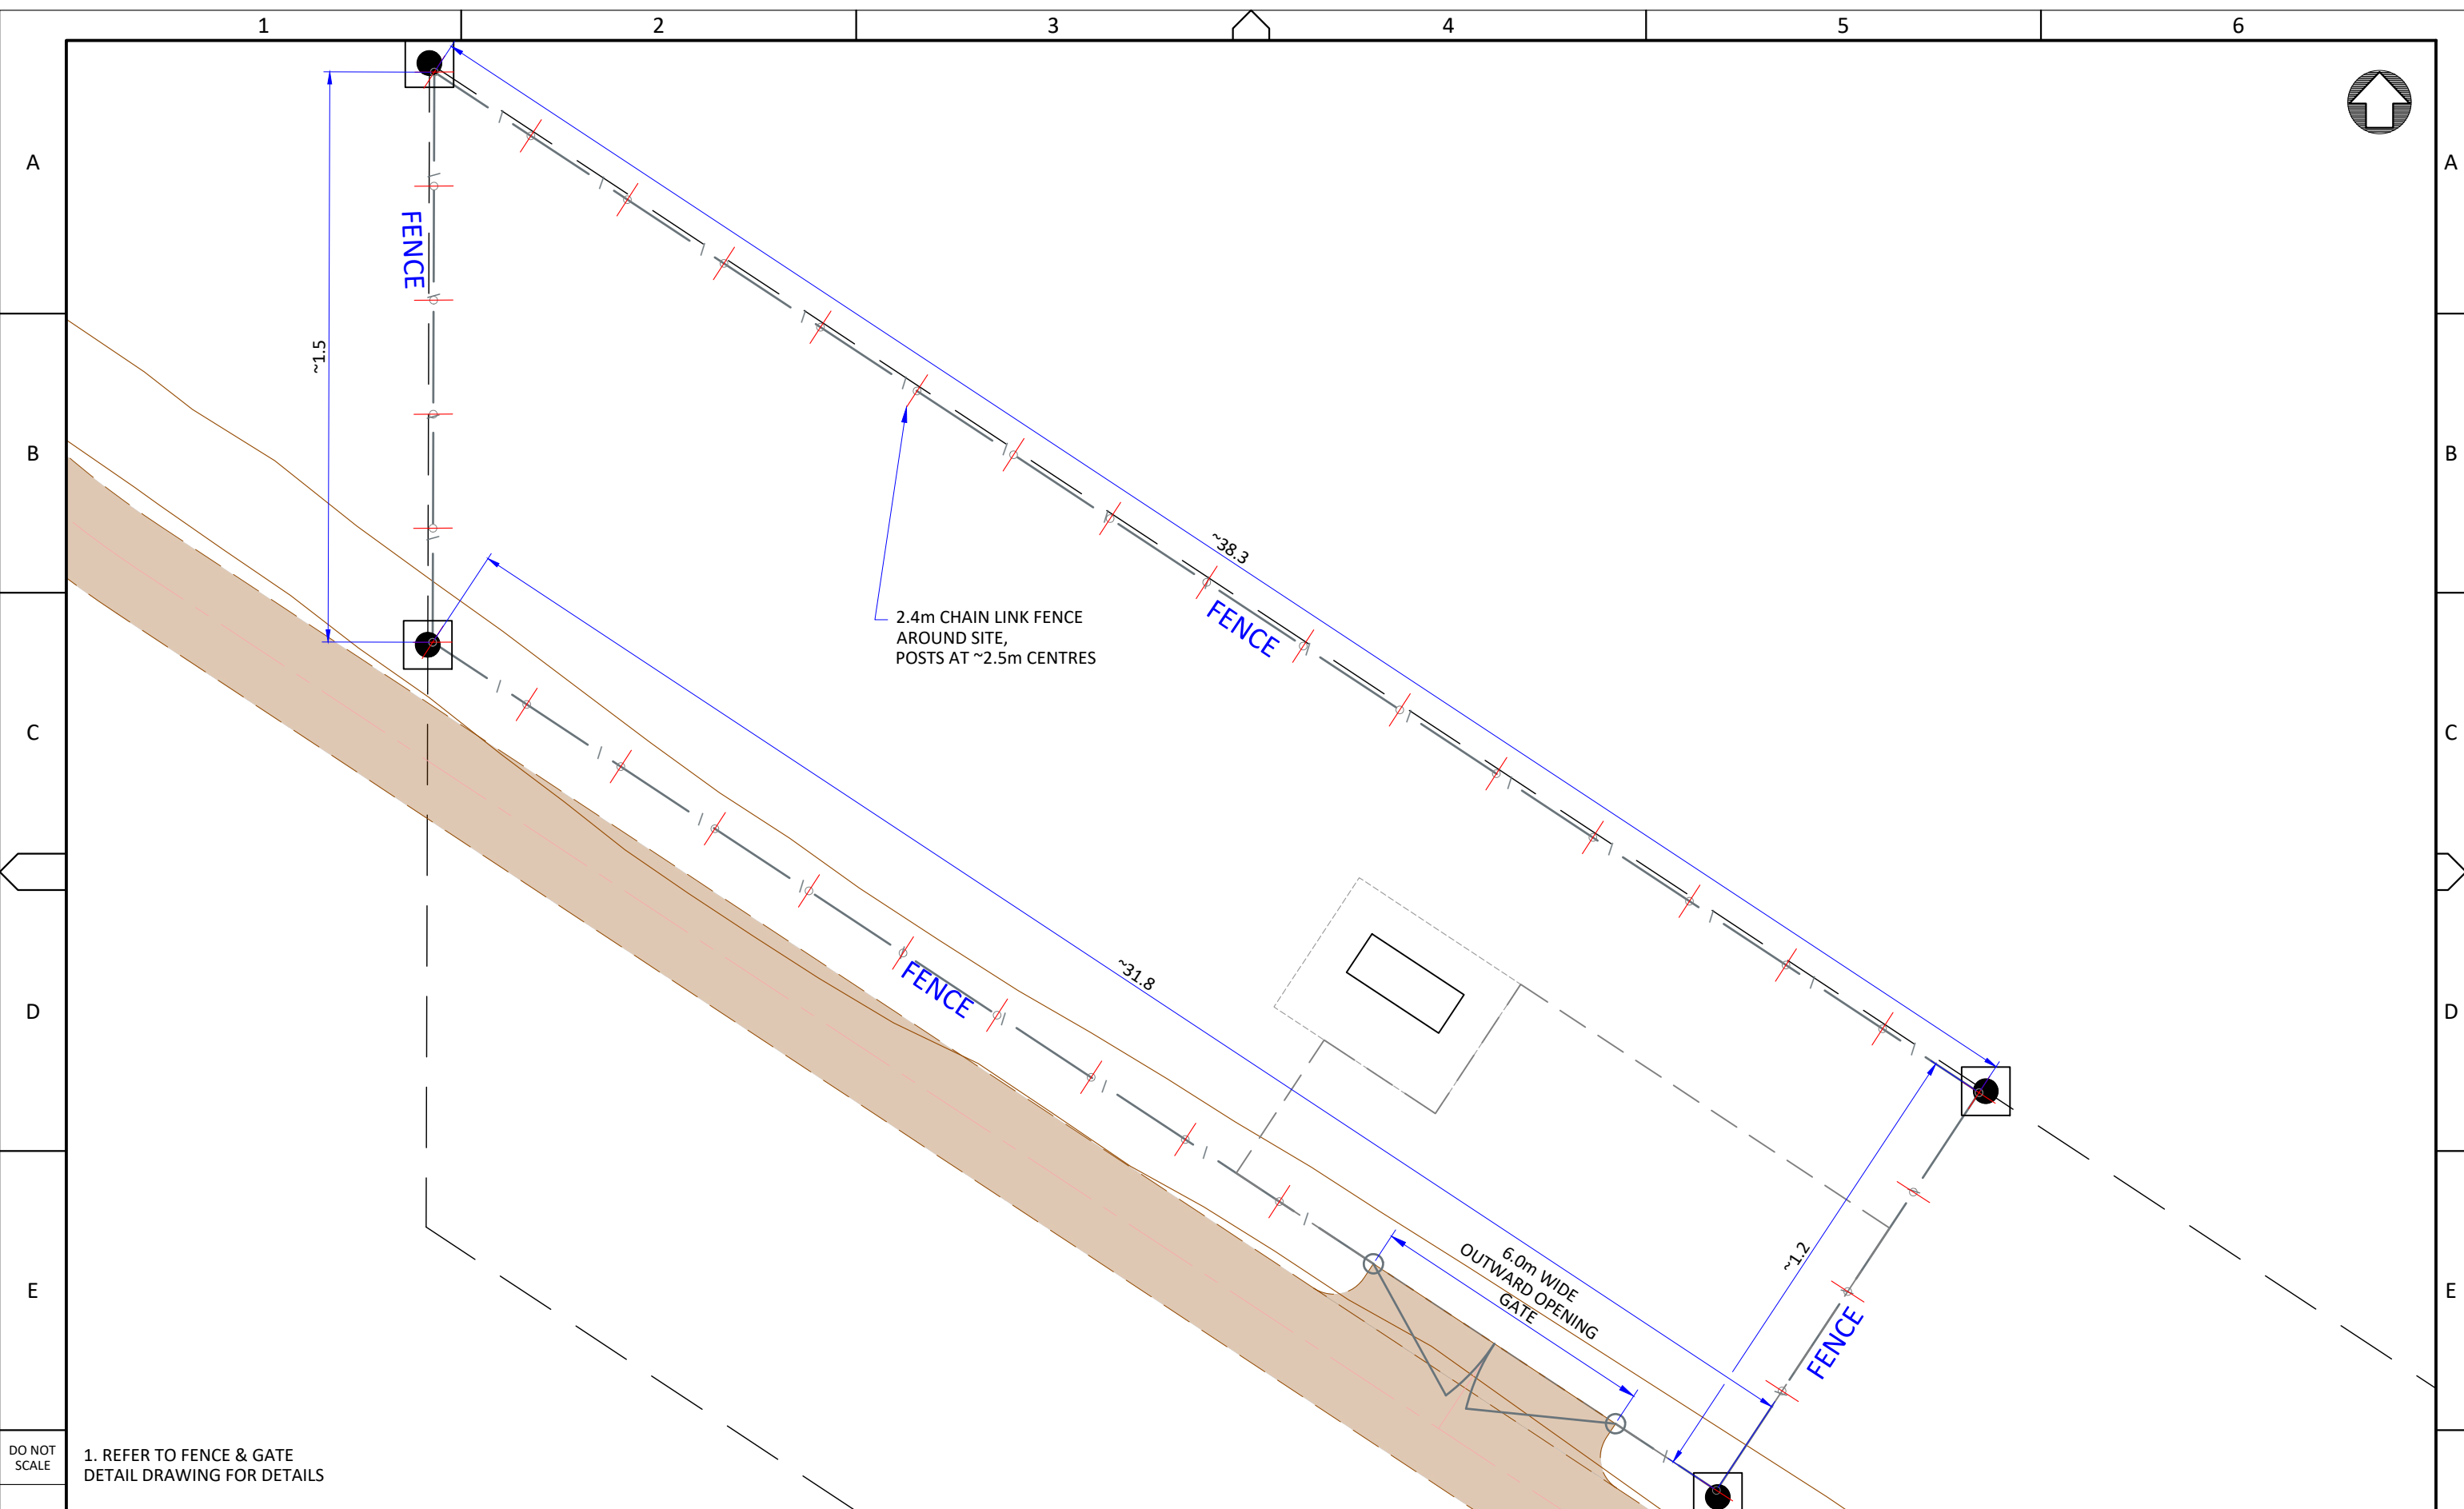 1 2 3 4 5 6
A A
FENCE
~1.5
B B
~38.3
2.4m CHAIN LINK FENCE
AROUND SITE,
POSTS AT ~2.5m CENTRES
FENCE
C C
~31.8
FENCE
D D
~1.2
6.0m WIDE
OUTWARD OPENING
GATE
FENCE
E E
DO NOT
SCALE
1. REFER TO FENCE & GATE
DETAIL DRAWING FOR DETAILS